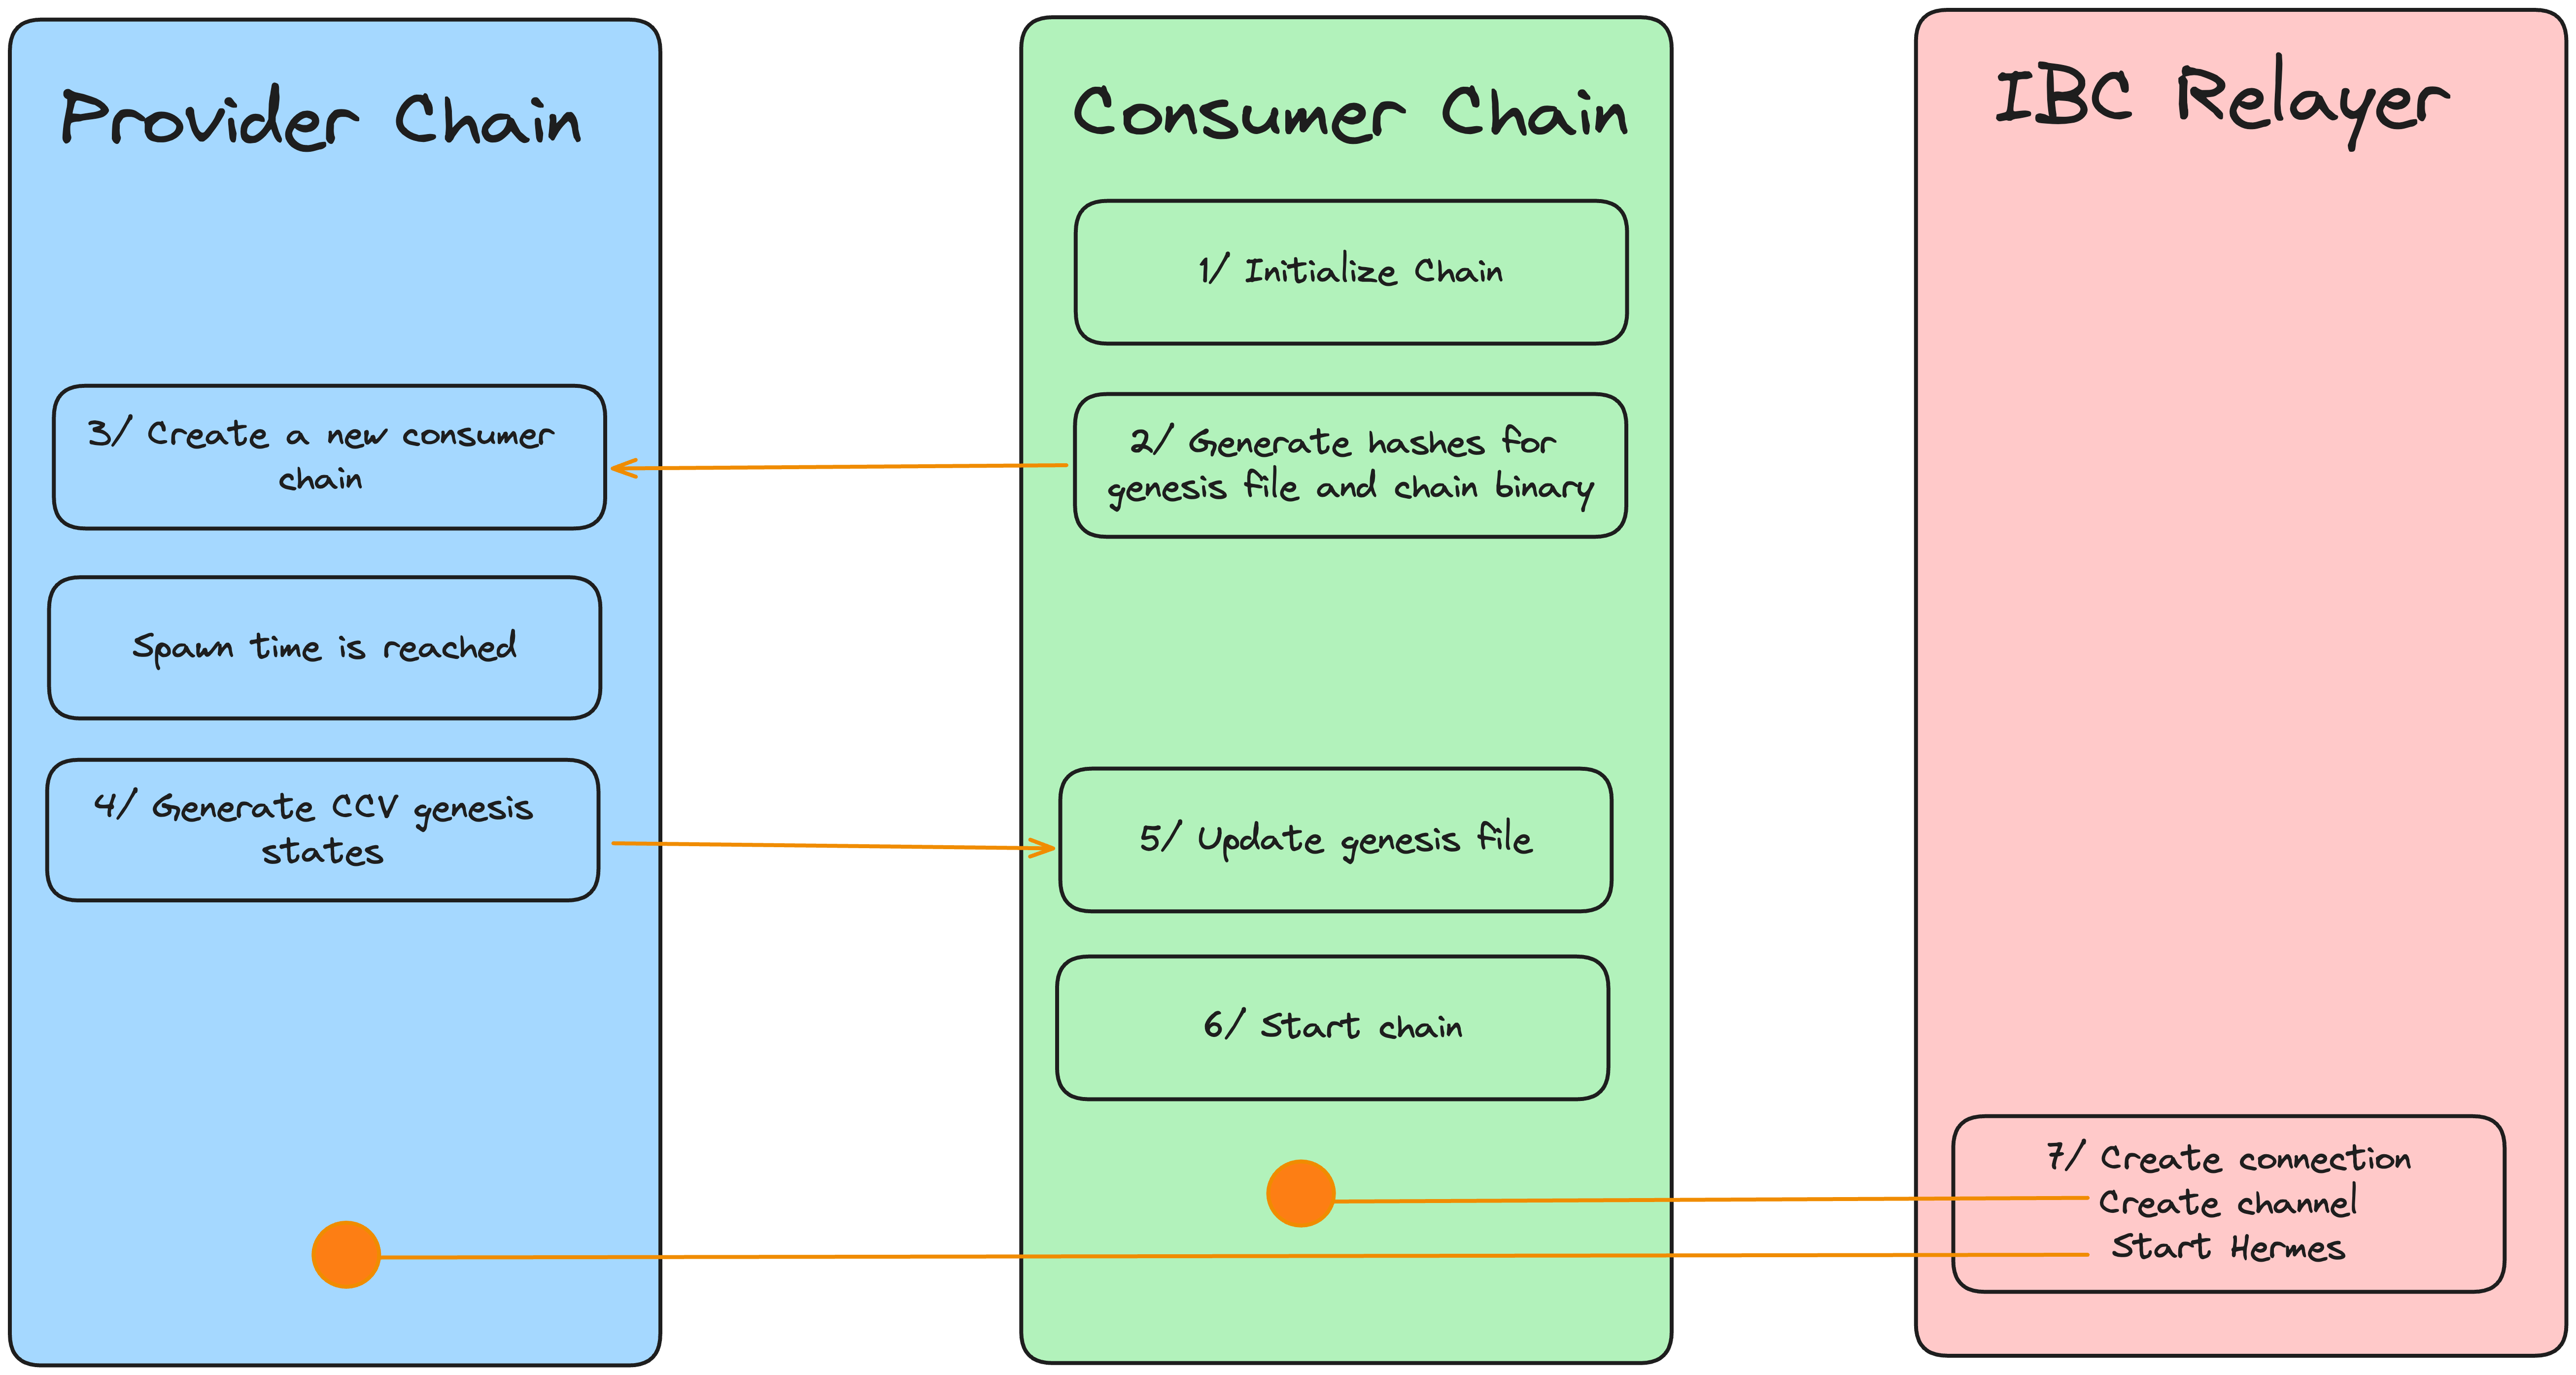 Provider Chain
3/ Create a new consumer
chain
Spawn time is reached
4/ Generate CCV genesis
states
Consumer Chain
1/ Initialize Chain
2/ Generate hashes for
genesis file and chain binary
5/ Update genesis file
6/ Start chain
IBC Relayer
7/ Create connection
Create channel
Start Hermes